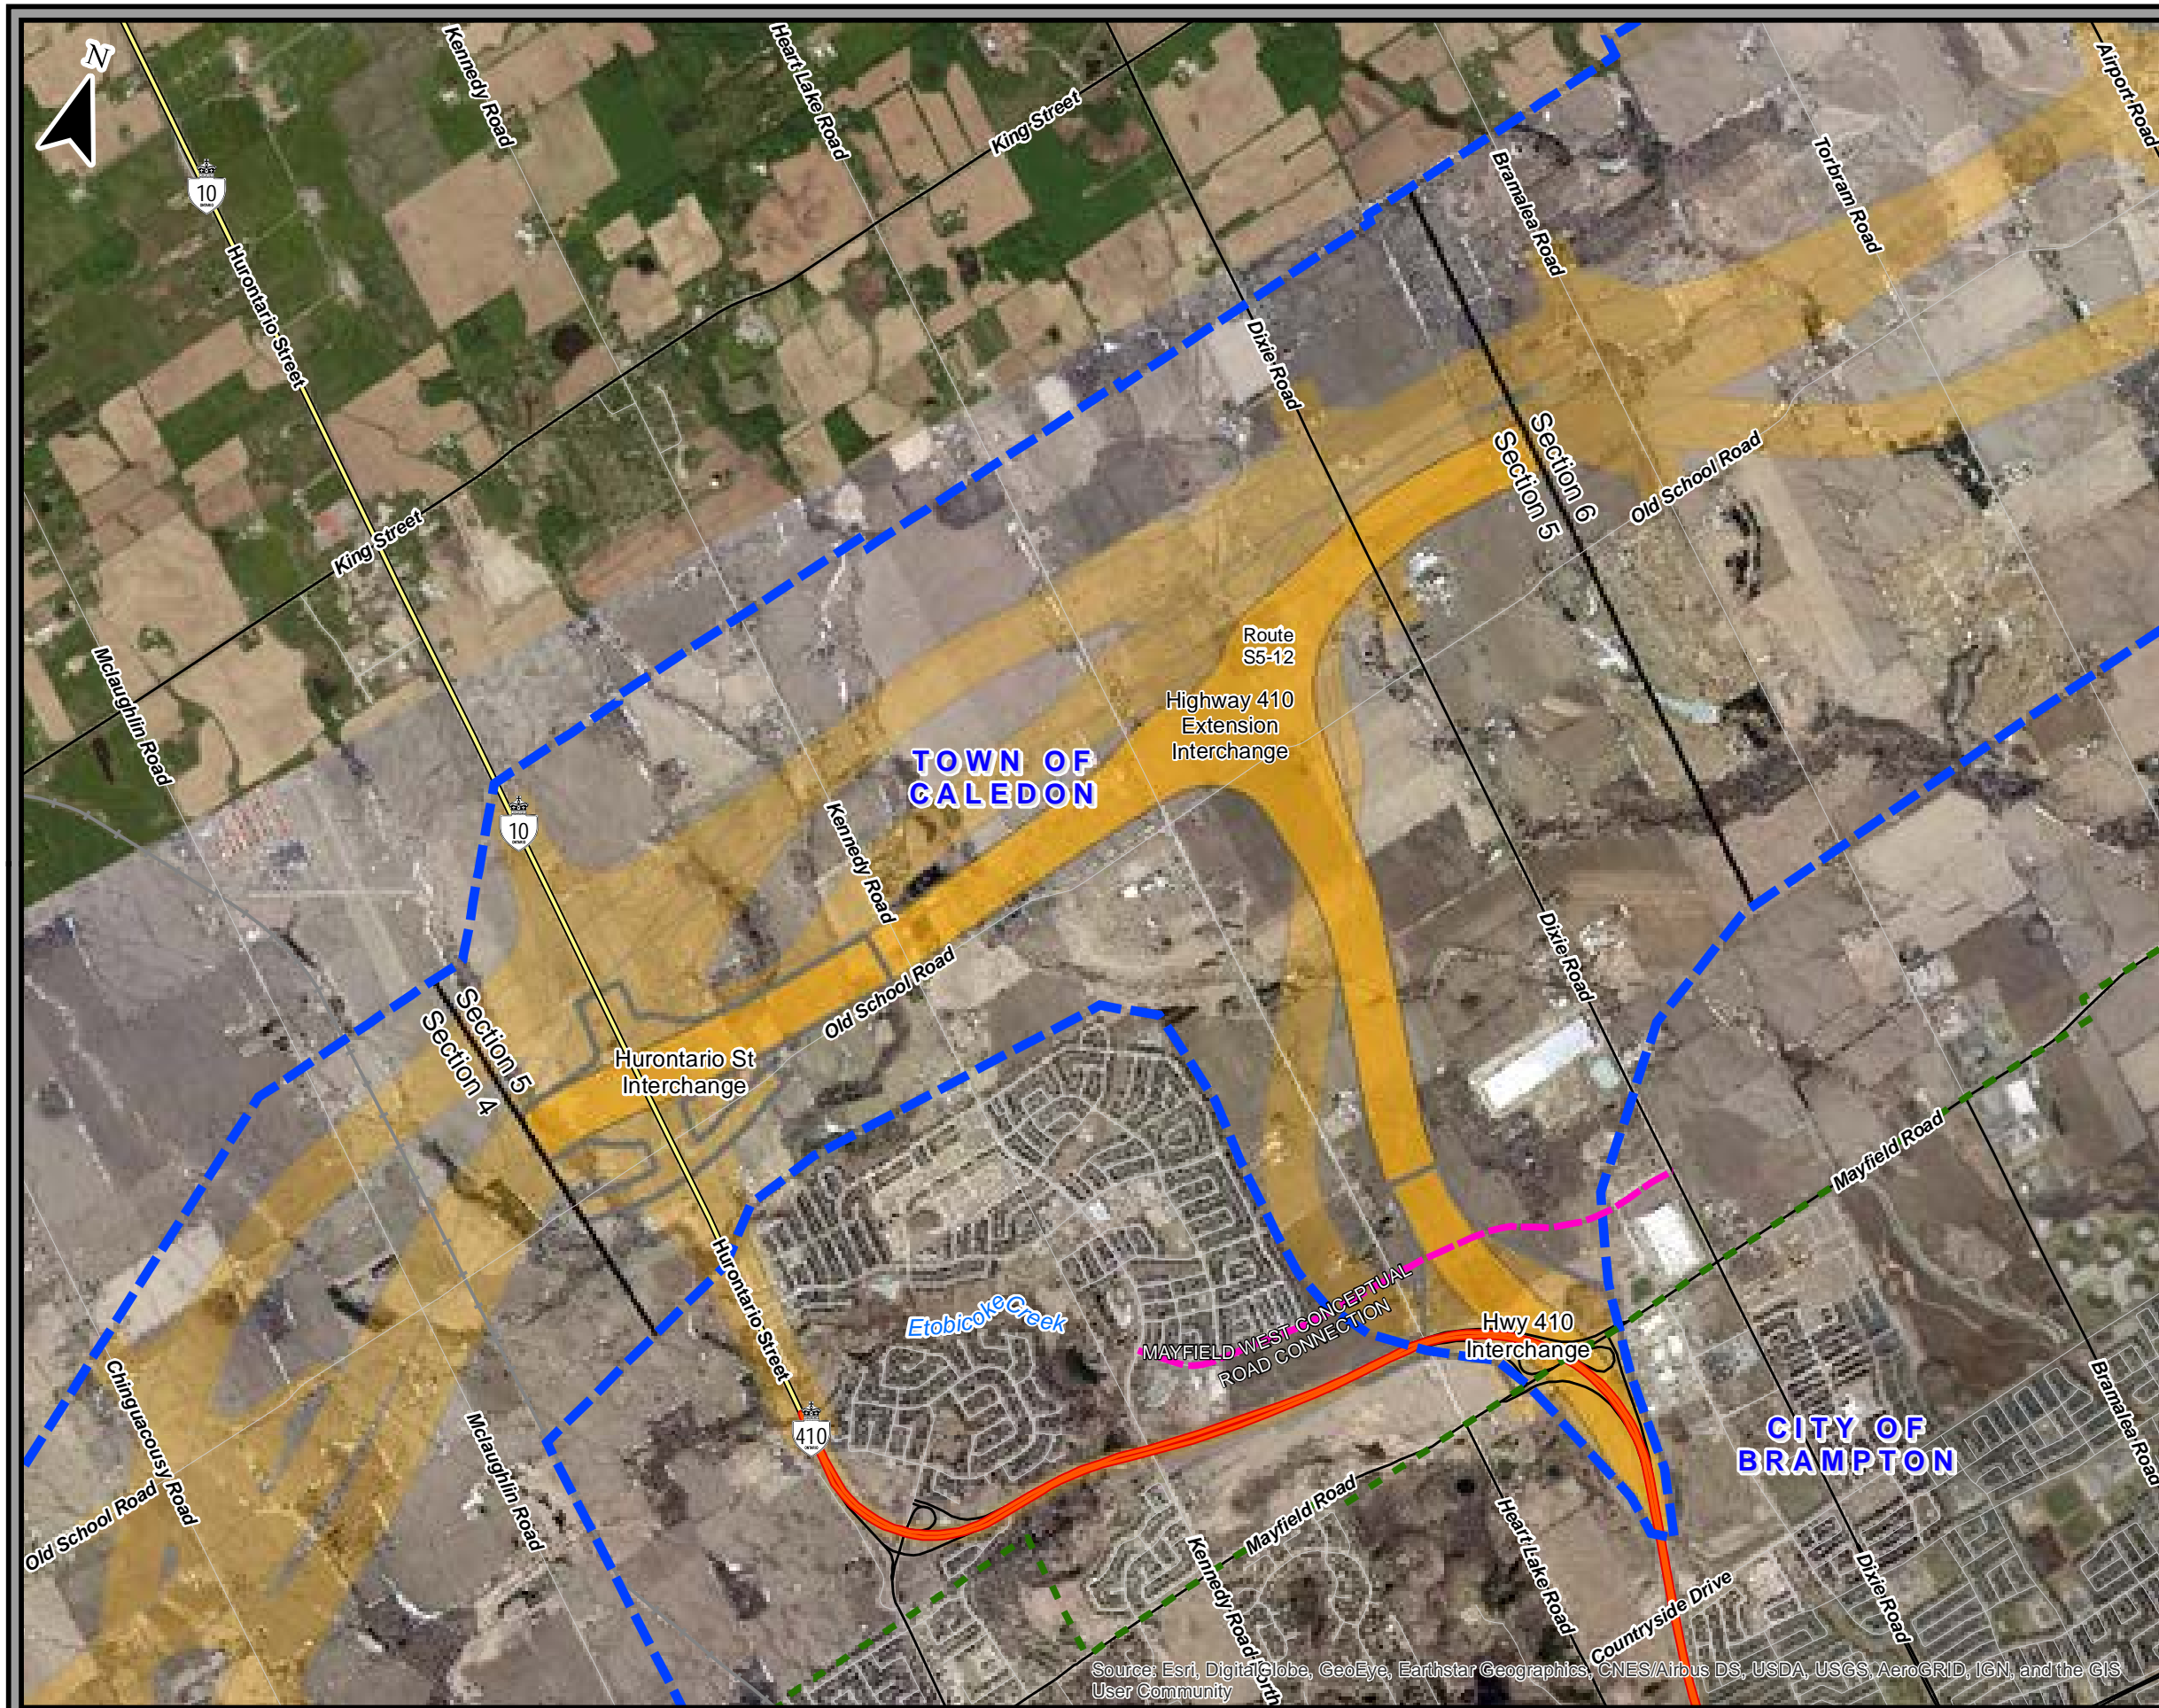 N
Kennedy Road
Heart Lake Road
King Street
Airport Road
Bramalea Road
Torbram Road
10
Hurontario Street
Dixie Road
King Street
Section 6
Section 5
Old School Road
Mclaughlin Road
Route
S5-12
Highway 410
Extension
Interchange
TOWN OF
CALEDON
10
Kennedy Road
Dixie Road
Old School Road
Section 5
Section 4
Hurontario St
Interchange
Mayfield Road
Hurontario Street
Etobicoke Creek
MAYFIELD WEST CONCEPTUAL
ROAD CONNECTION
Hwy 410
Interchange
Chinguacousy Road
Mclaughlin Road
410
CITY OF
BRAMPTON
Bramalea Road
Old School Road
Mayfield Road
Heart Lake Road
Kennedy Road North
Dixie Road
Countryside Drive
Source: Esri, DigitalGlobe, GeoEye, Earthstar Geographics, CNES/Airbus DS, USDA, USGS, AeroGRID, IGN, and the GIS
User Community